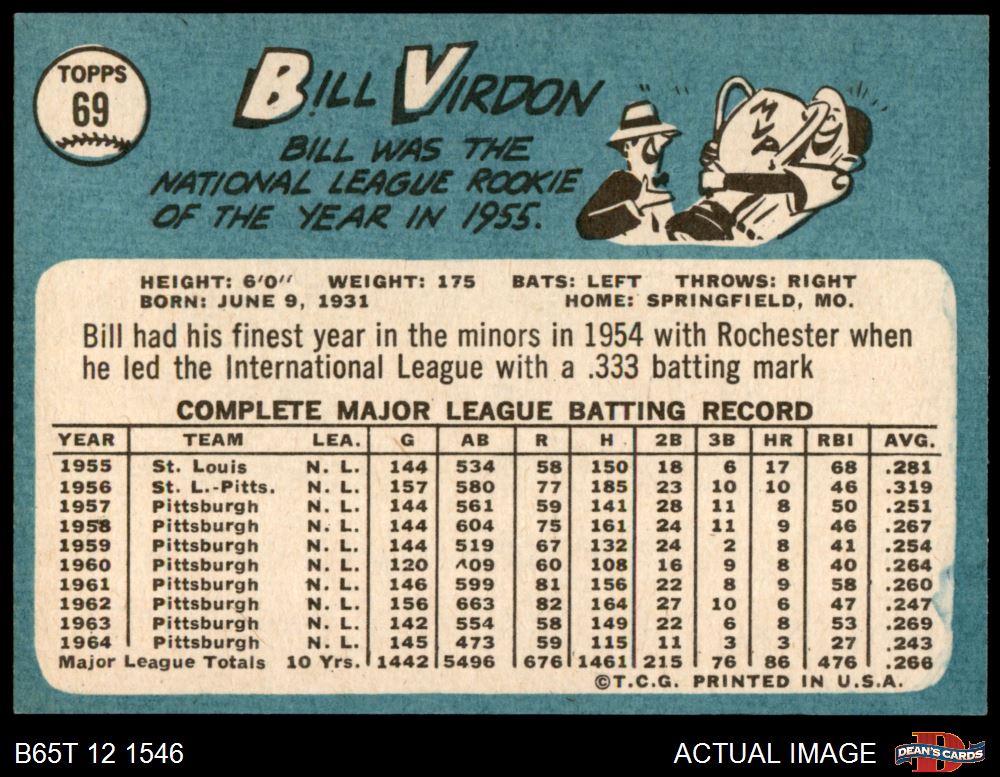 TOPPS
69
BILL VIRDON
BILL WAS THE
NATIONAL LEAGUE ROOKIE
OF THE YEAR IN 1955.
MVP
HEIGHT: 6'0" WEIGHT: 175 BATS: LEFT THROWS: RIGHT
BORN: JUNE 9, 1931 HOME: SPRINGFIELD, MO.
Bill had his finest year in the minors in 1954 with Rochester when
he led the International League with a .333 batting mark
COMPLETE MAJOR LEAGUE BATTING RECORD
YEAR TEAM LEA. G AB R H 2B 3B HR RBI AVG.
1955 St. Louis N. L. 144 534 58 150 18 6 17 68 .281
1956 St. L.-Pitts. N. L. 157 580 77 185 23 10 10 46 .319
1957 Pittsburgh N. L. 144 561 59 141 28 11 8 50 .251
1958 Pittsburgh N. L. 144 604 75 161 24 11 9 46 .267
1959 Pittsburgh N. L. 144 519 67 132 24 2 8 41 .254
1960 Pittsburgh N. L. 120 409 60 108 16 9 8 40 .264
1961 Pittsburgh N. L. 146 599 81 156 22 8 9 58 .260
1962 Pittsburgh N. L. 156 663 82 164 27 10 6 47 .247
1963 Pittsburgh N. L. 142 554 58 149 22 6 8 53 .269
1964 Pittsburgh N. L. 145 473 59 115 11 3 3 27 .243
Major League Totals 10 Yrs. 1442 5496 676 1461 215 76 86 476 .266
©T.C.G. PRINTED IN U.S.A.
B65T 12 1546 ACTUAL IMAGE DEAN'S CARDS